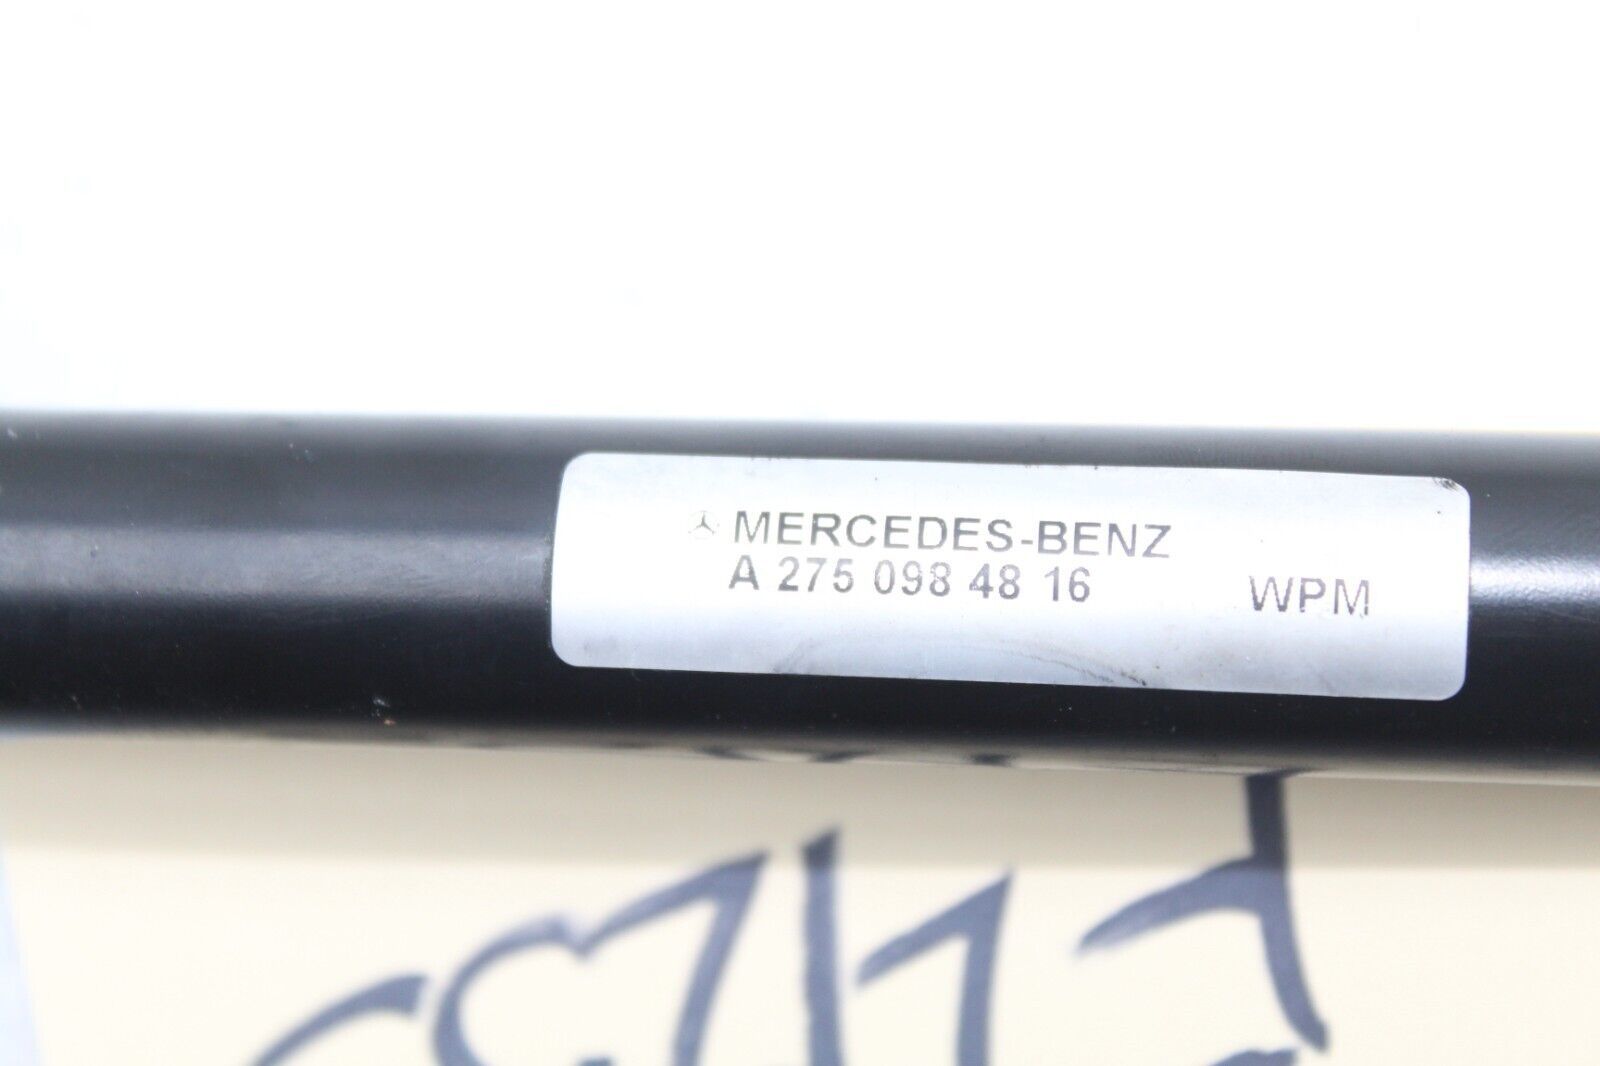 MERCEDES-BENZ
A 275 098 48 16 WPM